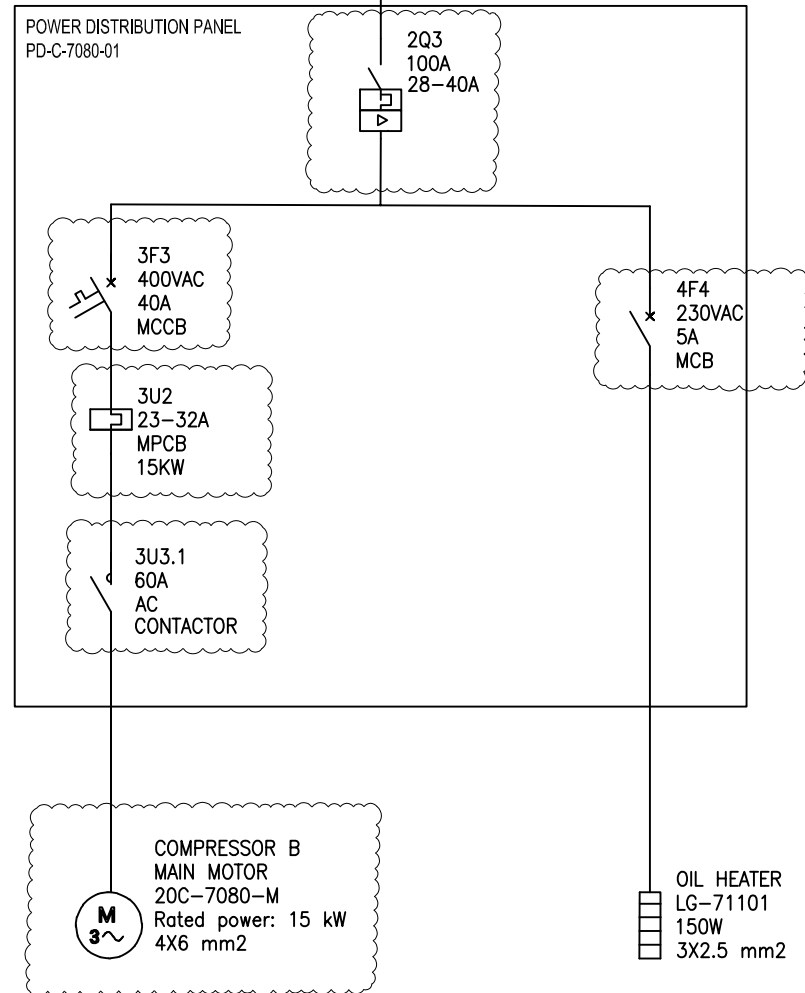 POWER DISTRIBUTION PANEL
PD-C-7080-01
2Q3
100A
28-40A
3F3
400VAC
40A
MCCB
4F4
230VAC
5A
MCB
3U2
23-32A
MPCB
15KW
3U3.1
60A
AC
CONTACTOR
COMPRESSOR B
MAIN MOTOR
20C-7080-M
Rated power: 15 kW
4X6 mm2
M
3~
OIL HEATER
LG-71101
150W
3X2.5 mm2